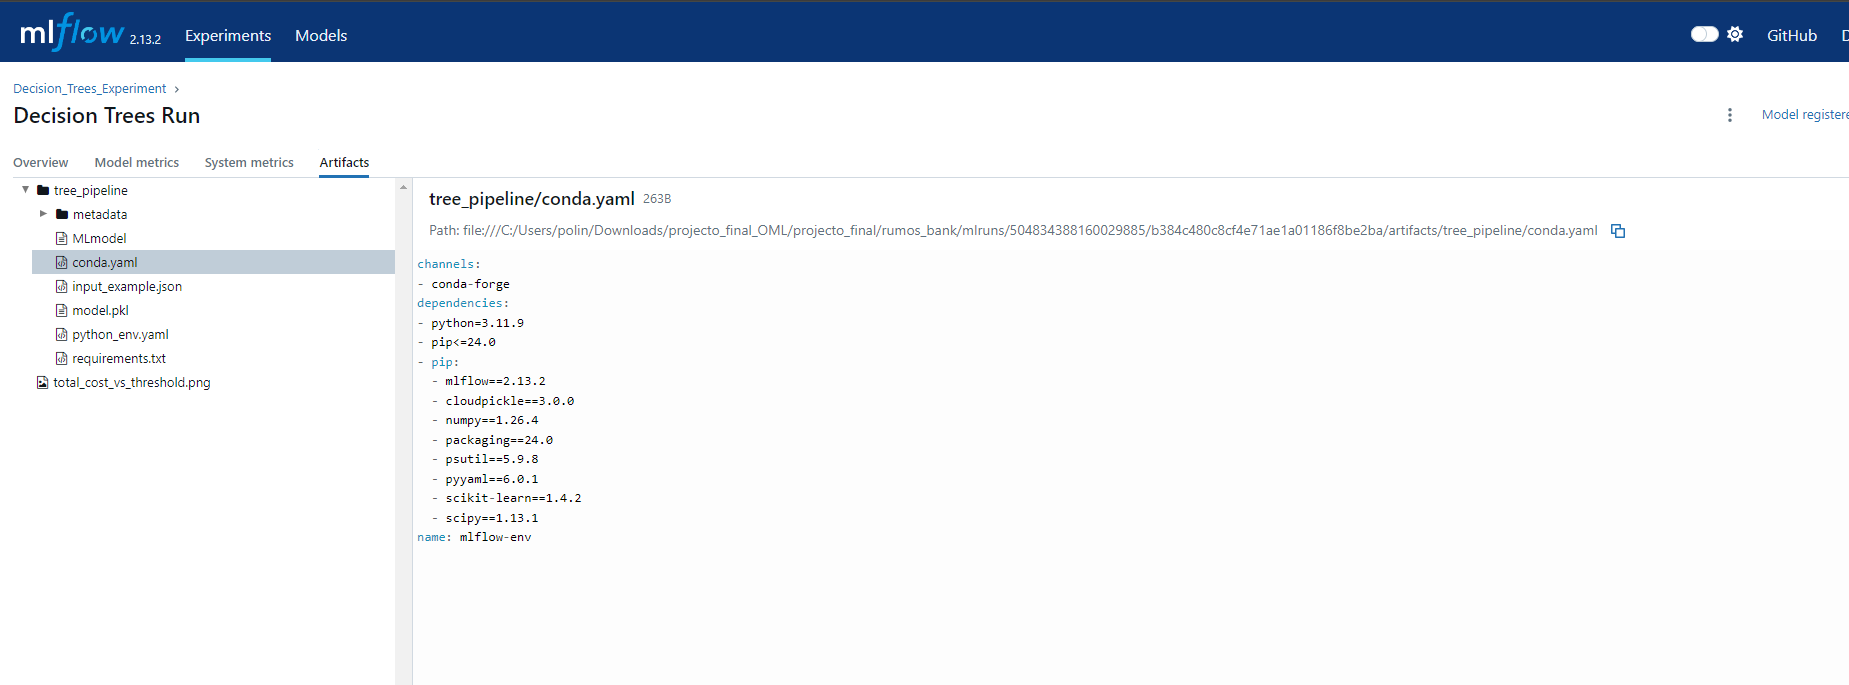 mlflow 2.13.2 Experiments Models GitHub D
Decision_Trees_Experiment ›
Decision Trees Run
Model registere
Overview Model metrics System metrics Artifacts
tree_pipeline
metadata
MLmodel
conda.yaml
input_example.json
model.pkl
python_env.yaml
requirements.txt
total_cost_vs_threshold.png
tree_pipeline/conda.yaml 263B
Path: file:///C:/Users/polin/Downloads/projecto_final_OML/projecto_final/rumos_bank/mlruns/504834388160029885/b384c480c8cf4e71ae1a01186f8be2ba/artifacts/tree_pipeline/conda.yaml
channels:
- conda-forge
dependencies:
- python=3.11.9
- pip<=24.0
- pip:
  - mlflow==2.13.2
  - cloudpickle==3.0.0
  - numpy==1.26.4
  - packaging==24.0
  - psutil==5.9.8
  - pyyaml==6.0.1
  - scikit-learn==1.4.2
  - scipy==1.13.1
name: mlflow-env